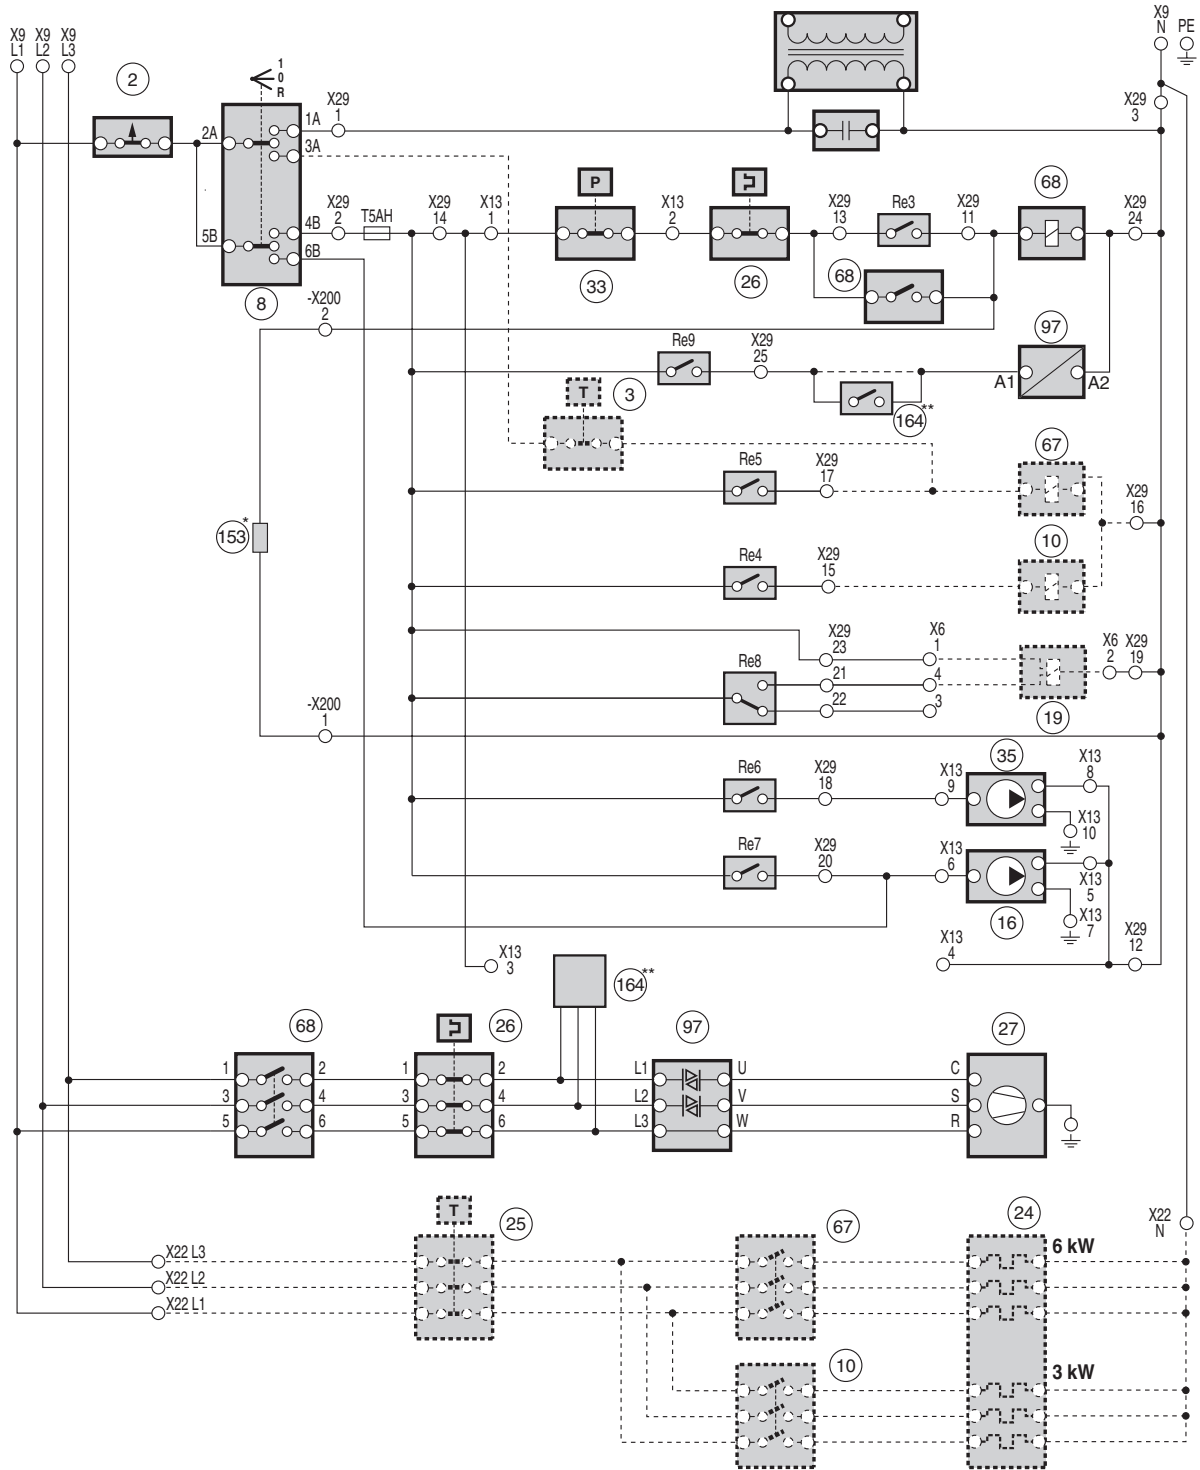 X9 X9 X9
L1 L2 L3
X9
N PE
2
1
0
R
X29
1
X29
3
2A 1A
3A
5B 4B
6B
8
X29
2
T5AH
X29
14
X13
1
P
33
X13
2
26
X29
13
Re3
X29
11
68
X29
24
68
-X200
2
Re9
X29
25
97
A1 A2
164**
T 3
Re5
X29
17
67
X29
16
153*
Re4
X29
15
10
X29
23
X6
1
Re8
21 4
22 3
X6
2
X29
19
19
-X200
1
Re6
X29
18
X13
9
35
X13
8
X13
10
Re7
X29
20
X13
6
16
X13
5
X13
7
X13
3
X13
4
X29
12
164**
68 26 97 27
1 2 1 2 L1 U C
3 4 3 4 L2 V S
5 6 5 6 L3 W R
T 25 67 24
X22
N
X22 L3
X22 L2
X22 L1
6 kW
10
3 kW